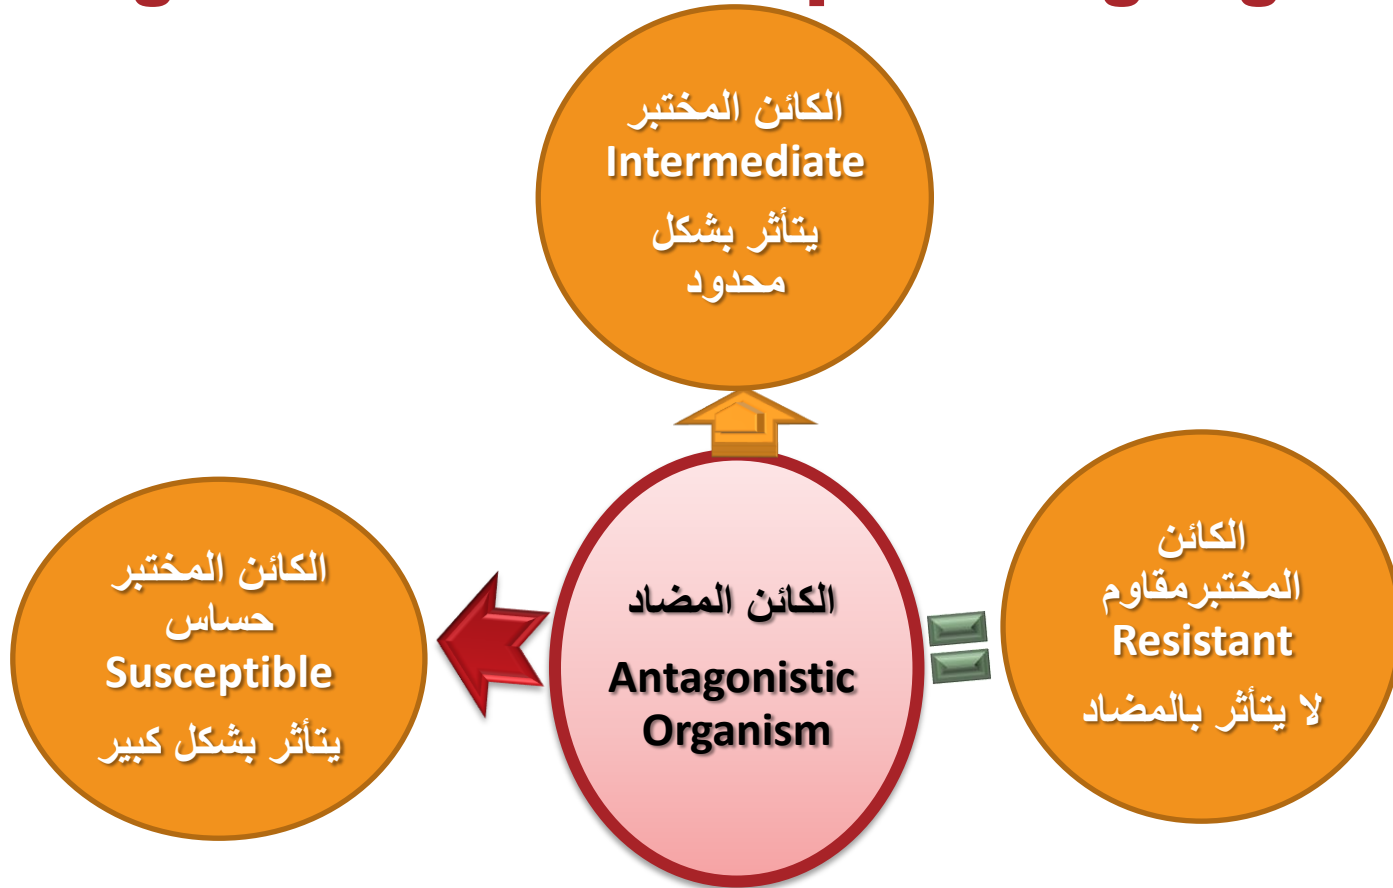 الكائن المختبر
Intermediate
يتأثر بشكل
محدود
الكائن
المختبرمقاوم
Resistant
لا يتأثر بالمضاد
الكائن المضاد
Antagonistic
Organism
الكائن المختبر
حساس
Susceptible
يتأثر بشكل كبير